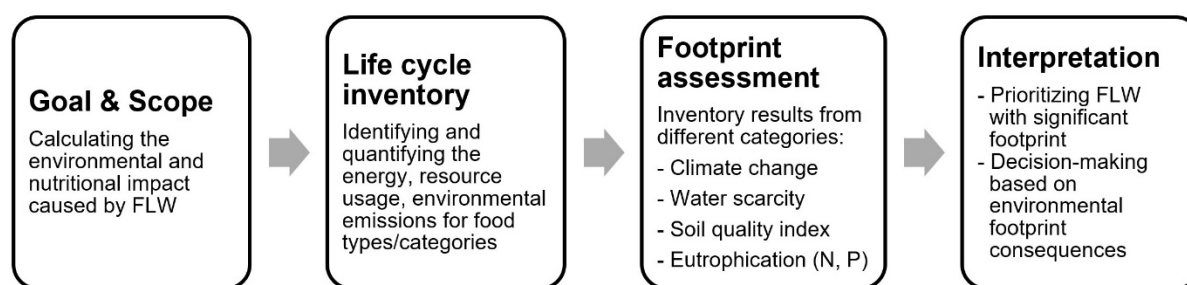 Goal & Scope
Calculating the
environmental and
nutritional impact
caused by FLW
Life cycle
inventory
Identifying and
quantifying the
energy, resource
usage, environmental
emissions for food
types/categories
Footprint
assessment
Inventory results from
different categories:
- Climate change
- Water scarcity
- Soil quality index
- Eutrophication (N, P)
Interpretation
- Prioritizing FLW
with significant
footprint
- Decision-making
based on
environmental
footprint
consequences